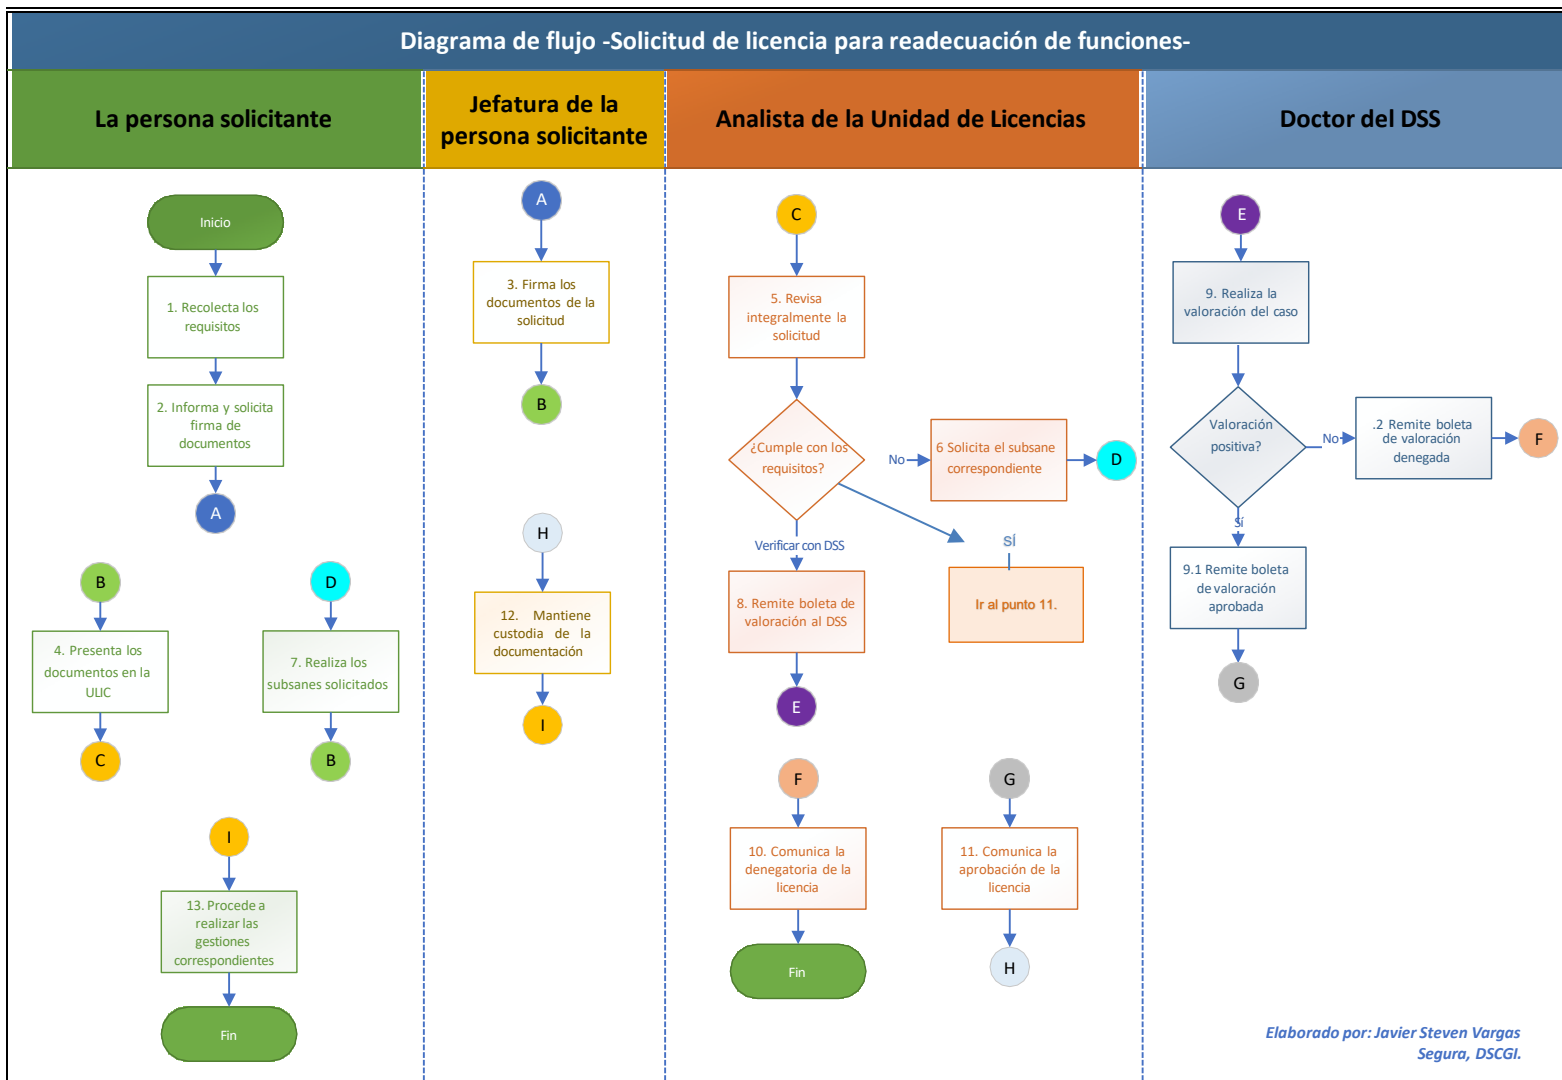 Diagrama de flujo -Solicitud de licencia para readecuación de funciones-
La persona solicitante
Jefatura de la
persona solicitante
Analista de la Unidad de Licencias
Doctor del DSS
Inicio
1. Recolecta los
requisitos
2. Informa y solicita
firma de
documentos
A
B
4. Presenta los
documentos en la
ULIC
C
D
7. Realiza los
subsanes solicitados
B
I
13. Procede a
realizar las
gestiones
correspondientes
Fin
A
3. Firma los
documentos de la
solicitud
B
H
12. Mantiene
custodia de la
documentación
I
C
5. Revisa
integralmente la
solicitud
¿Cumple con los
requisitos?
No
6 Solicita el subsane
correspondiente
D
Verificar con DSS
SÍ
8. Remite boleta de
valoración al DSS
Ir al punto 11.
E
F
10. Comunica la
denegatoria de la
licencia
Fin
G
11. Comunica la
aprobación de la
licencia
H
E
9. Realiza la
valoración del caso
Valoración
positiva?
No
.2 Remite boleta
de valoración
denegada
F
Sí
9.1 Remite boleta
de valoración
aprobada
G
Elaborado por: Javier Steven Vargas
Segura, DSCGI.